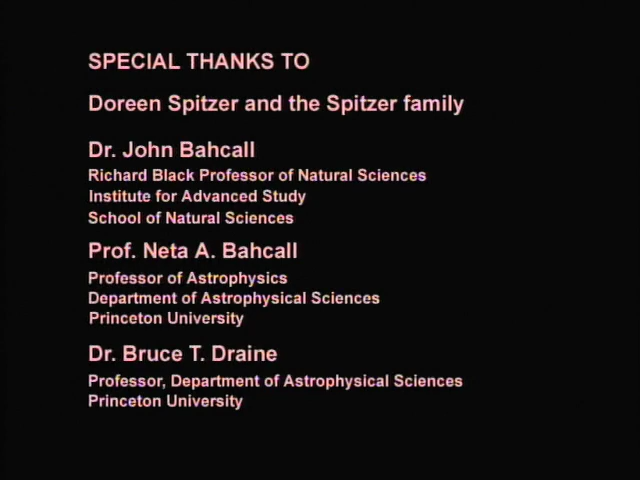 SPECIAL THANKS TO
Doreen Spitzer and the Spitzer family
Dr. John Bahcall
Richard Black Professor of Natural Sciences
Institute for Advanced Study
School of Natural Sciences
Prof. Neta A. Bahcall
Professor of Astrophysics
Department of Astrophysical Sciences
Princeton University
Dr. Bruce T. Draine
Professor, Department of Astrophysical Sciences
Princeton University